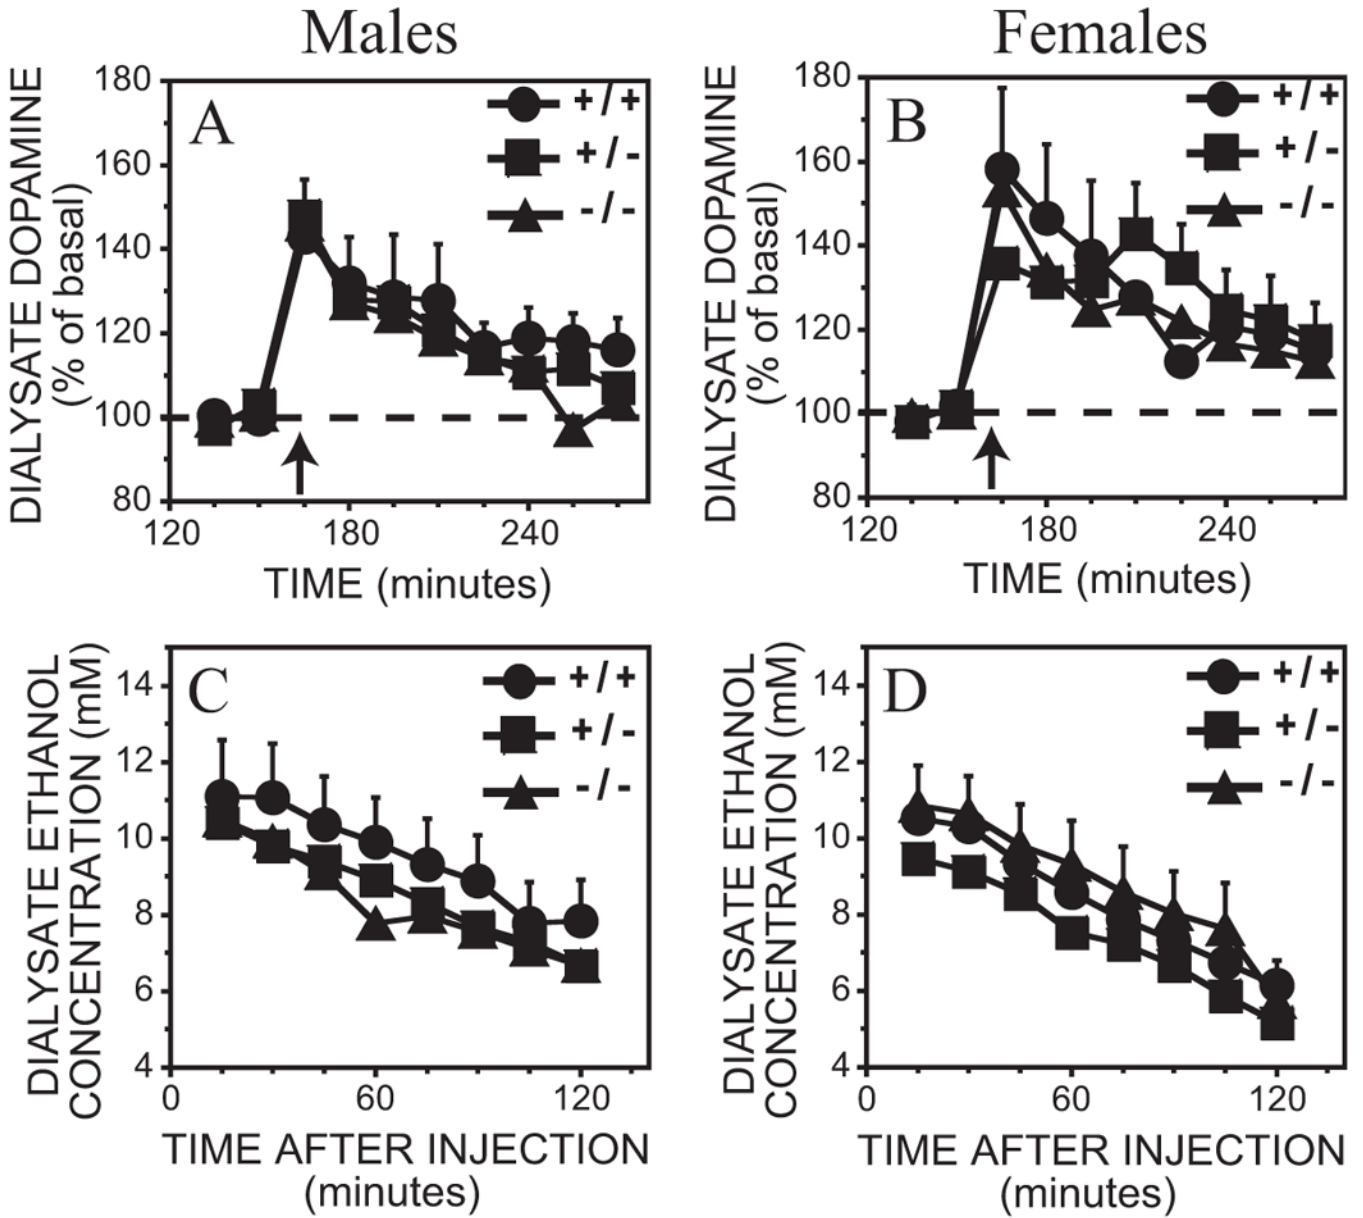 Males
Females
DIALYSATE DOPAMINE
(% of basal)
180
160
140
120
100
80
A
+/+
+/-
-/-
120
180
240
TIME (minutes)
DIALYSATE DOPAMINE
(% of basal)
180
160
140
120
100
80
B
+/+
+/-
-/-
120
180
240
TIME (minutes)
DIALYSATE ETHANOL
CONCENTRATION (mM)
14
12
10
8
6
4
C
+/+
+/-
-/-
0
60
120
TIME AFTER INJECTION
(minutes)
DIALYSATE ETHANOL
CONCENTRATION (mM)
14
12
10
8
6
4
D
+/+
+/-
-/-
0
60
120
TIME AFTER INJECTION
(minutes)